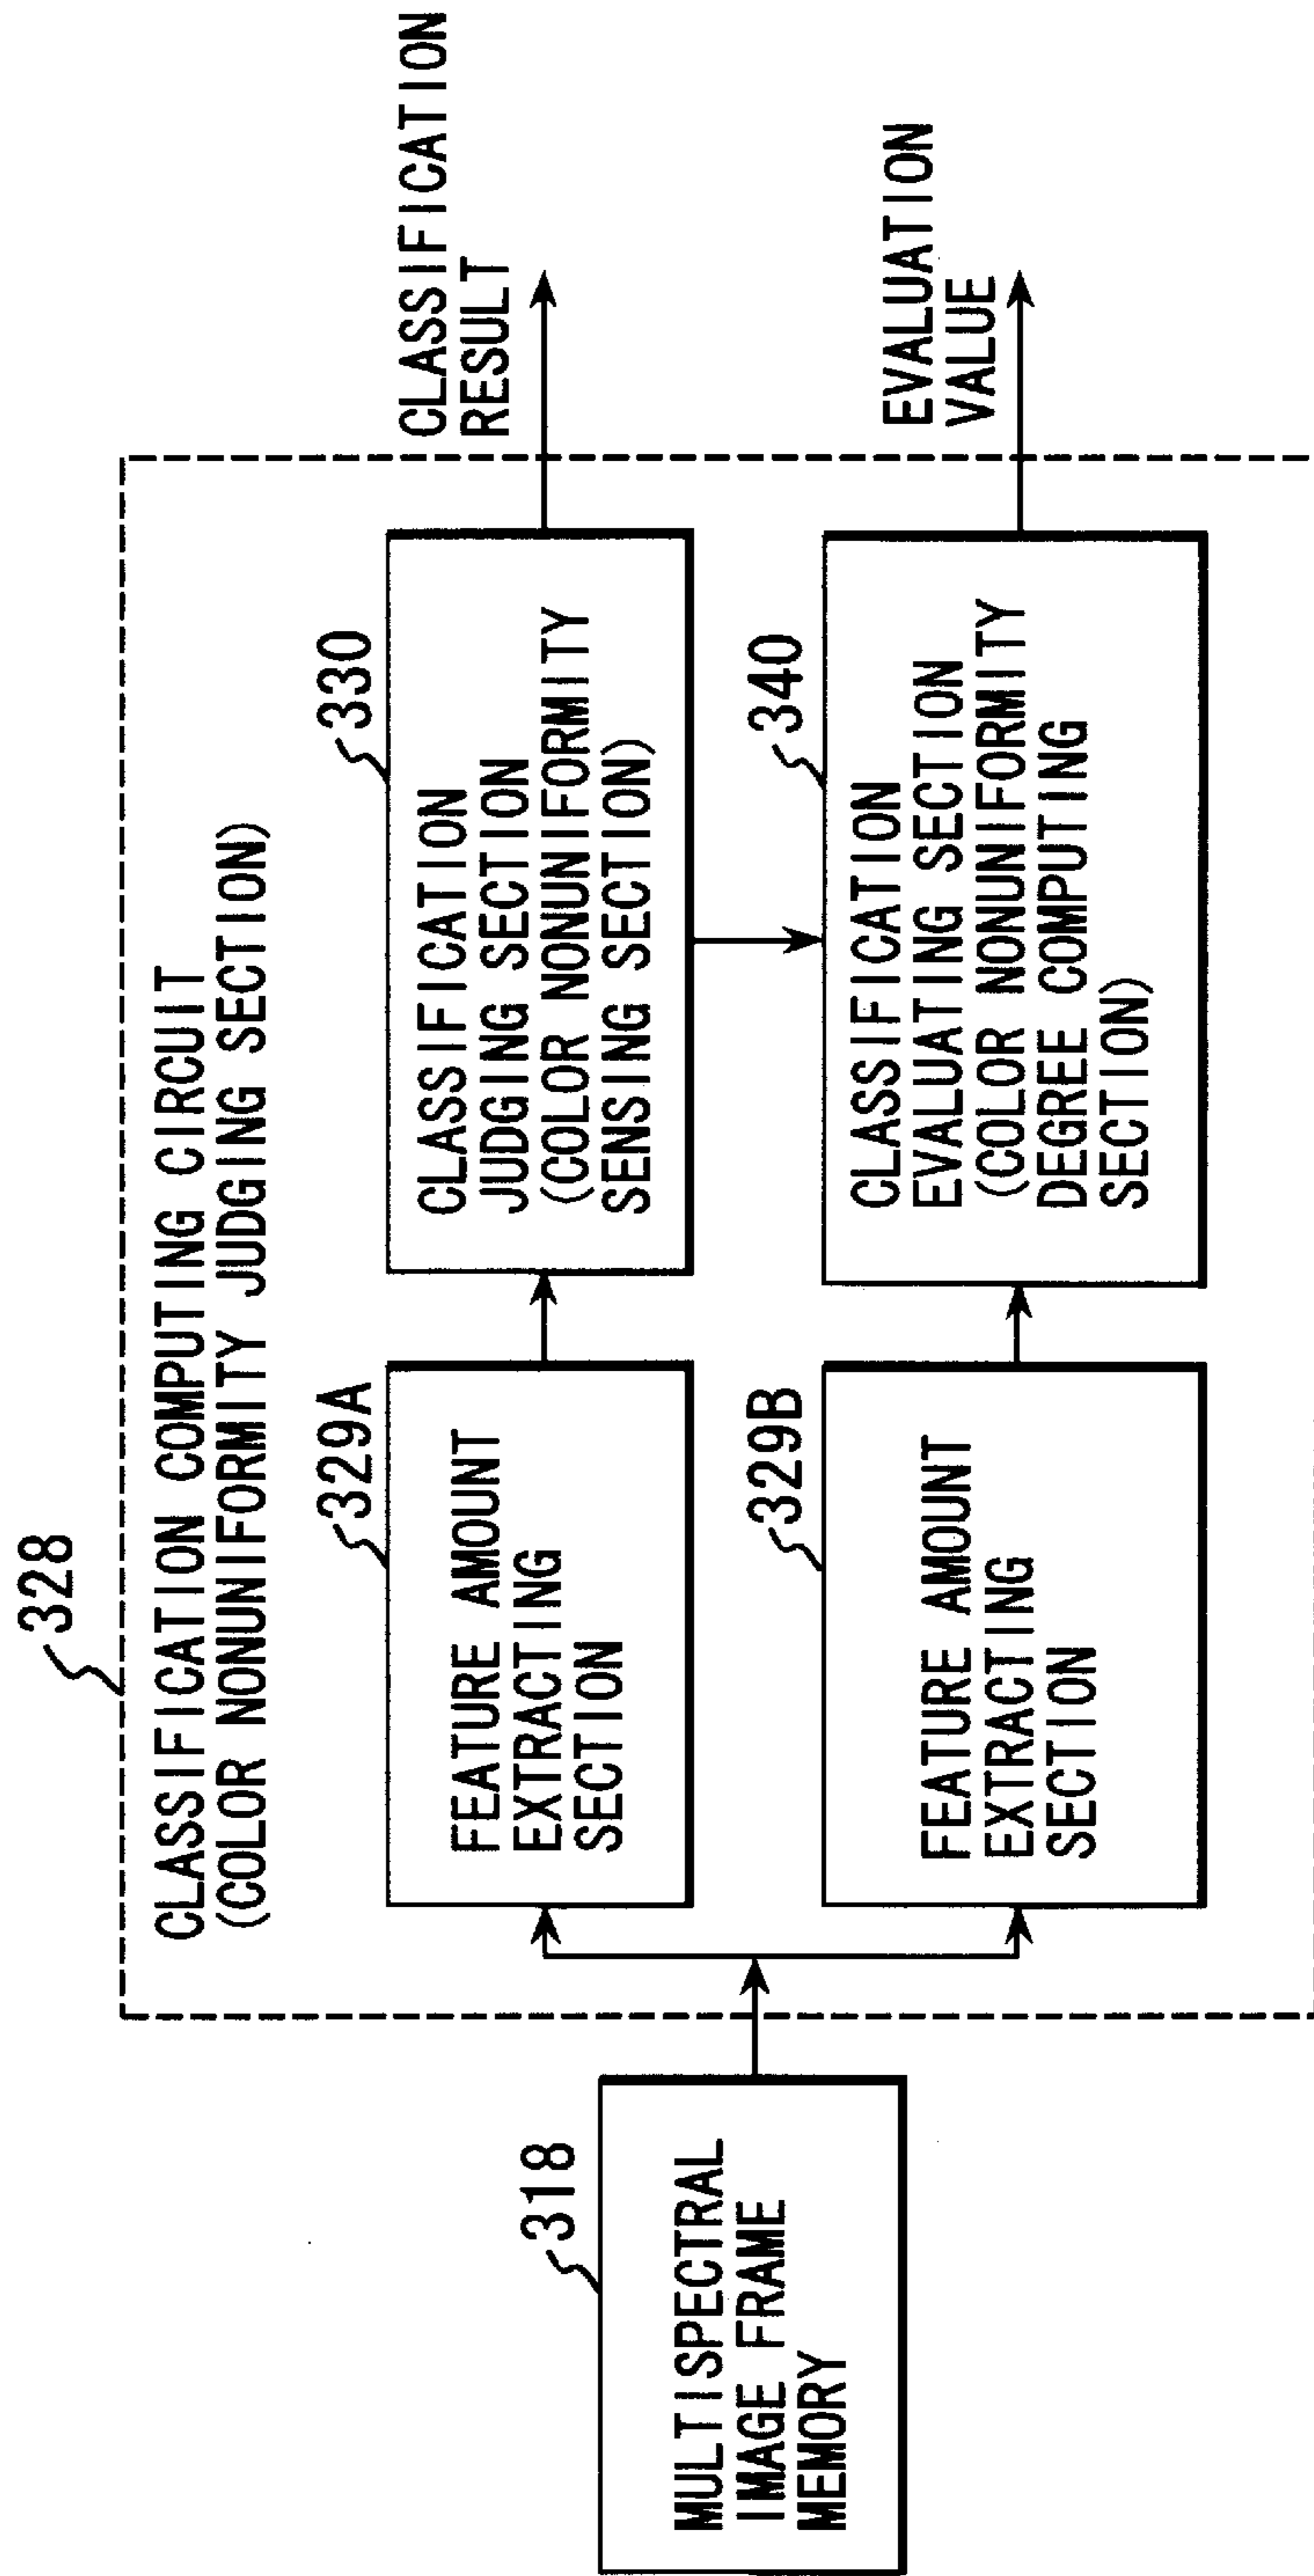 328
CLASSIFICATION COMPUTING CIRCUIT
(COLOR NONUNIFORMITY JUDGING SECTION)
318
MULTISPECTRAL
IMAGE FRAME
MEMORY
329A
FEATURE AMOUNT
EXTRACTING
SECTION
330
CLASSIFICATION
JUDGING SECTION
(COLOR NONUNIFORMITY
SENSING SECTION)
CLASSIFICATION
RESULT
329B
FEATURE AMOUNT
EXTRACTING
SECTION
340
CLASSIFICATION
EVALUATING SECTION
(COLOR NONUNIFORMITY
DEGREE COMPUTING
SECTION)
EVALUATION
VALUE